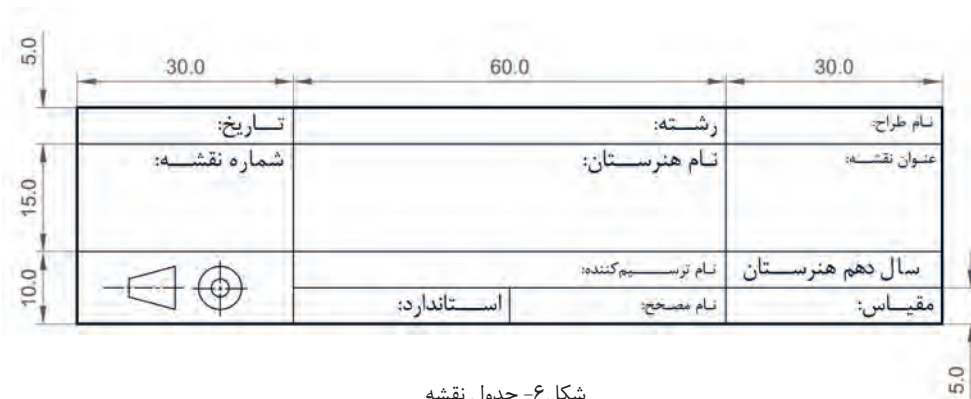 5.0
30.0 60.0 30.0
نام طراح: رشته: تاریخ:
عنوان نقشه: نام هنرستان: شماره نقشه:
15.0
سال دهم هنرستان نام ترسیم‌کننده:
10.0
مقیاس: نام مصحح: استاندارد:
5.0
شکل ۶- جدول نقشه